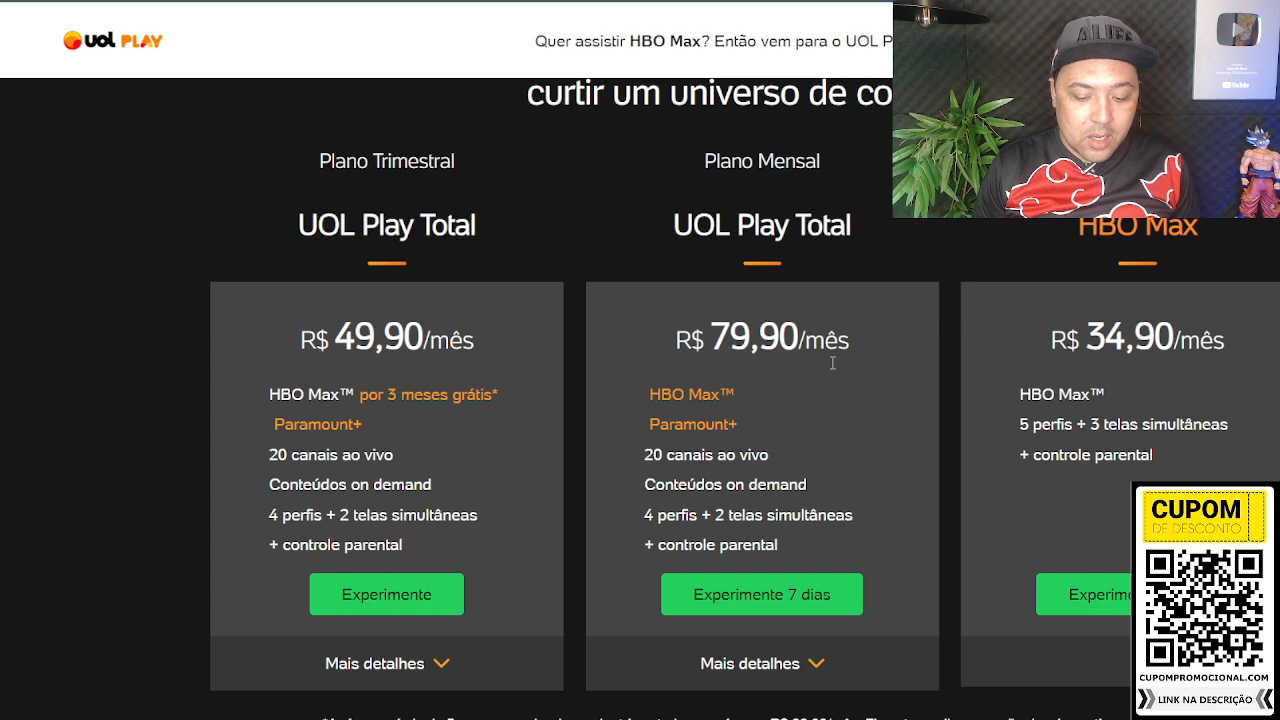 UOL PLAY
Quer assistir HBO Max? Então vem para o UOL P
curtir um universo de co
Plano Trimestral
UOL Play Total
R$ 49,90/mês
HBO Max™ por 3 meses grátis*
Paramount+
20 canais ao vivo
Conteúdos on demand
4 perfis + 2 telas simultâneas
+ controle parental
Experimente
Mais detalhes
Plano Mensal
UOL Play Total
R$ 79,90/mês
HBO Max™
Paramount+
20 canais ao vivo
Conteúdos on demand
4 perfis + 2 telas simultâneas
+ controle parental
Experimente 7 dias
Mais detalhes
HBO Max
R$ 34,90/mês
HBO Max™
5 perfis + 3 telas simultâneas
+ controle parental
Experime
CUPOM
DE DESCONTO
CUPOMPROMOCIONAL.COM
LINK NA DESCRIÇÃO
YouTube